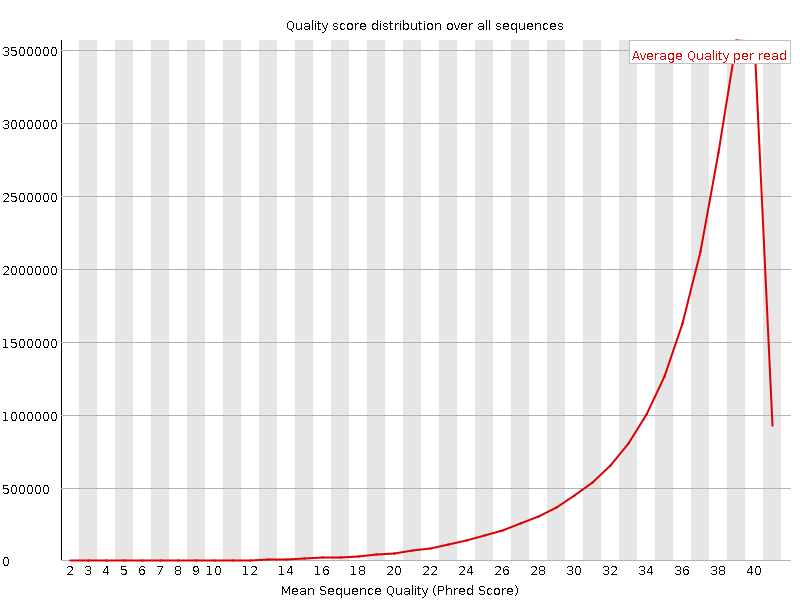 Quality score distribution over all sequences
Average Quality per read
3500000
3000000
2500000
2000000
1500000
1000000
500000
0
2 3 4 5 6 7 8 9 10 12 14 16 18 20 22 24 26 28 30 32 34 36 38 40
Mean Sequence Quality (Phred Score)